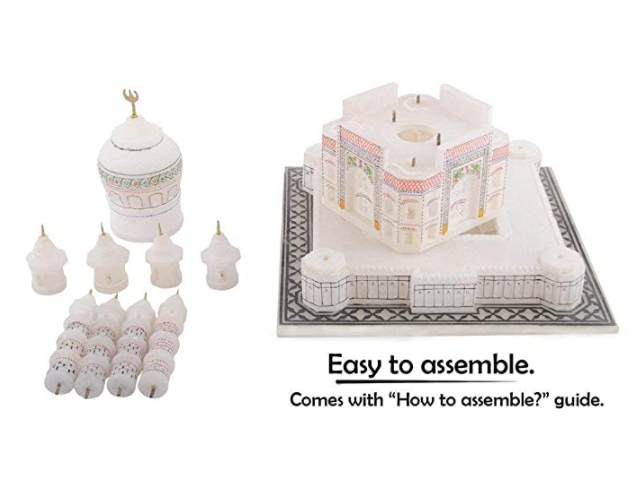 Easy to assemble.
Comes with “How to assemble?” guide.